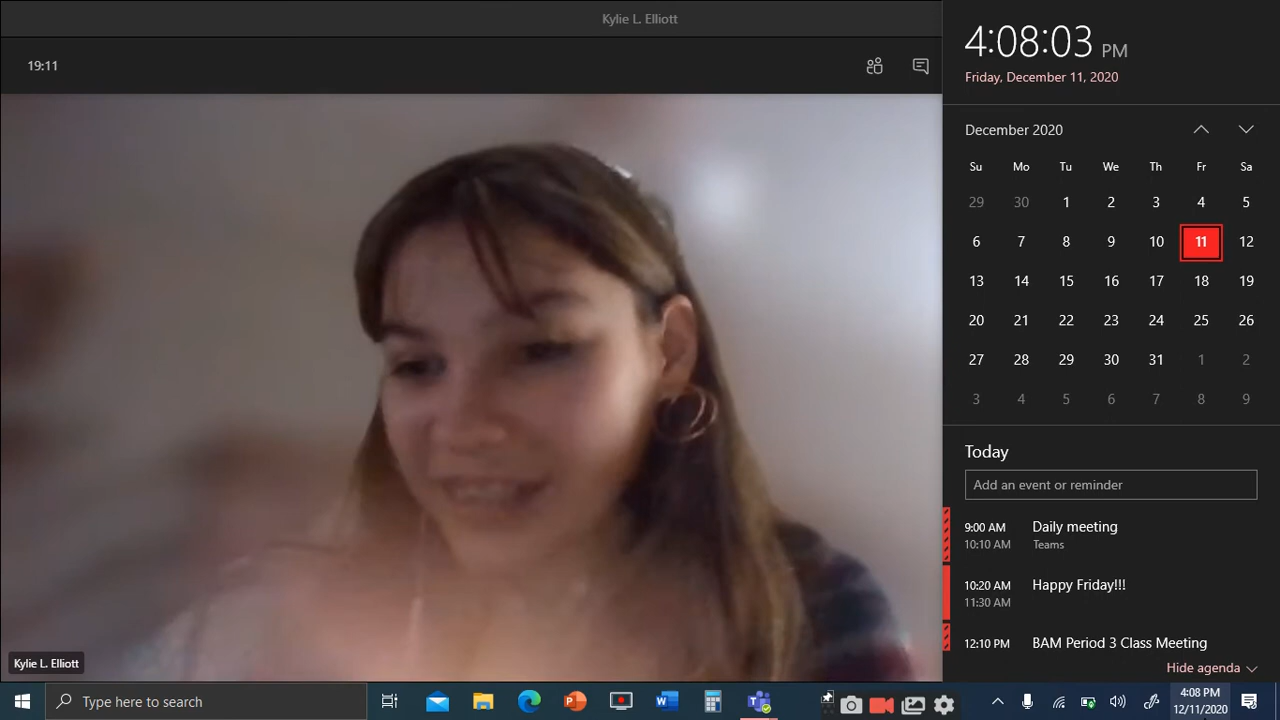 Kylie L. Elliott
19:11
Kylie L. Elliott
4:08:03 PM
Friday, December 11, 2020
December 2020
Su Mo Tu We Th Fr Sa
29 30 1 2 3 4 5
6 7 8 9 10 11 12
13 14 15 16 17 18 19
20 21 22 23 24 25 26
27 28 29 30 31 1 2
3 4 5 6 7 8 9
Today
Add an event or reminder
9:00 AM Daily meeting
10:10 AM Teams
10:20 AM Happy Friday!!!
11:30 AM
12:10 PM BAM Period 3 Class Meeting
Hide agenda
Type here to search
4:08 PM
12/11/2020